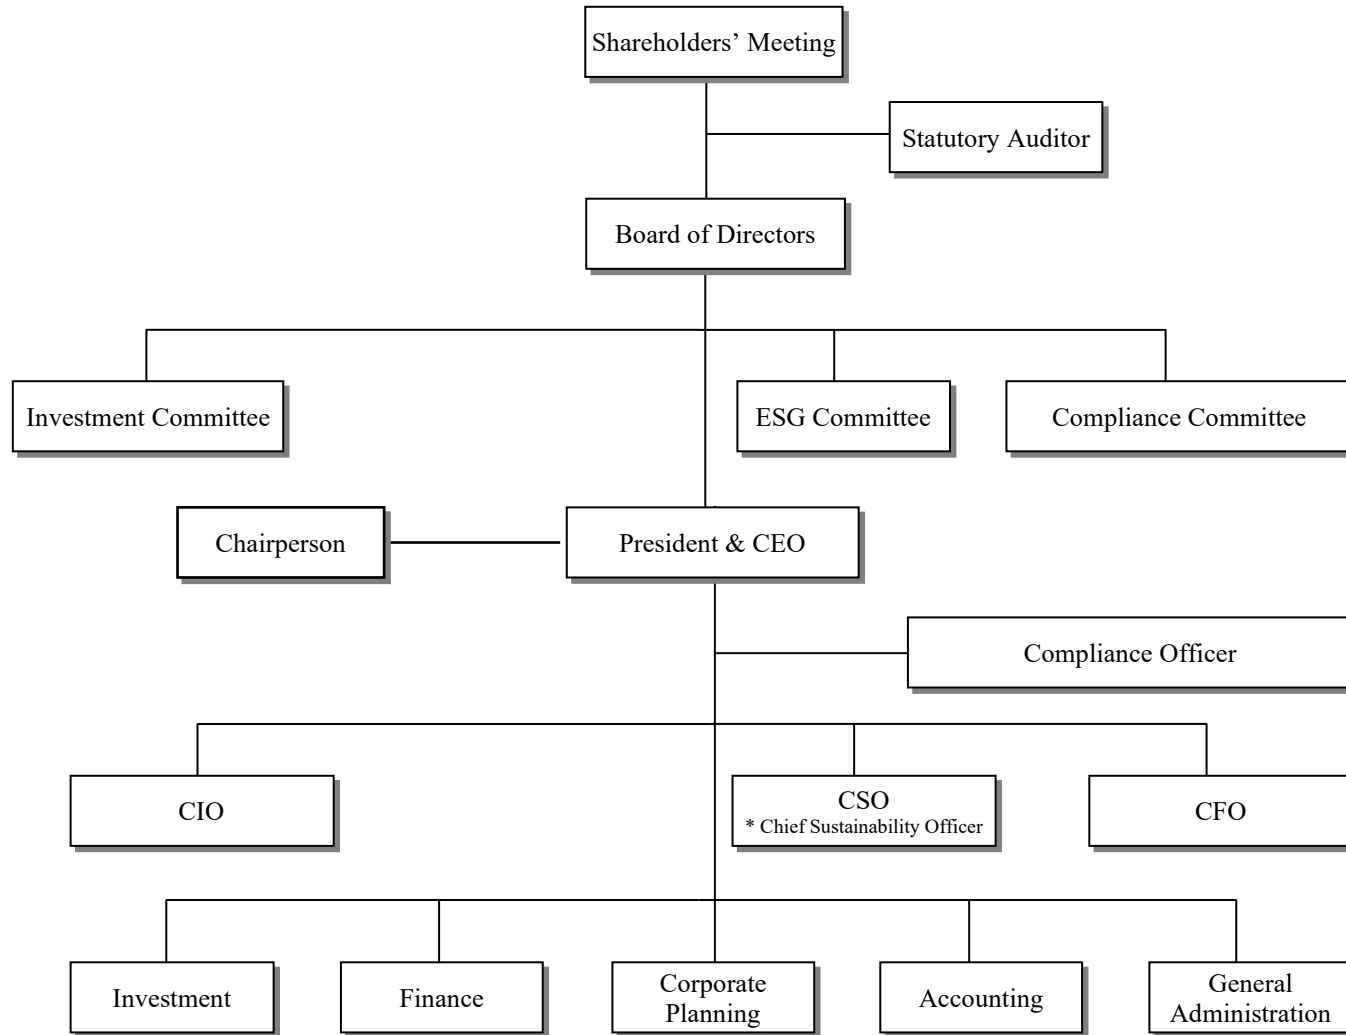 Shareholders’ Meeting
Statutory Auditor
Board of Directors
Investment Committee
ESG Committee
Compliance Committee
Chairperson
President & CEO
Compliance Officer
CIO
CSO
* Chief Sustainability Officer
CFO
Investment
Finance
Corporate
Planning
Accounting
General
Administration